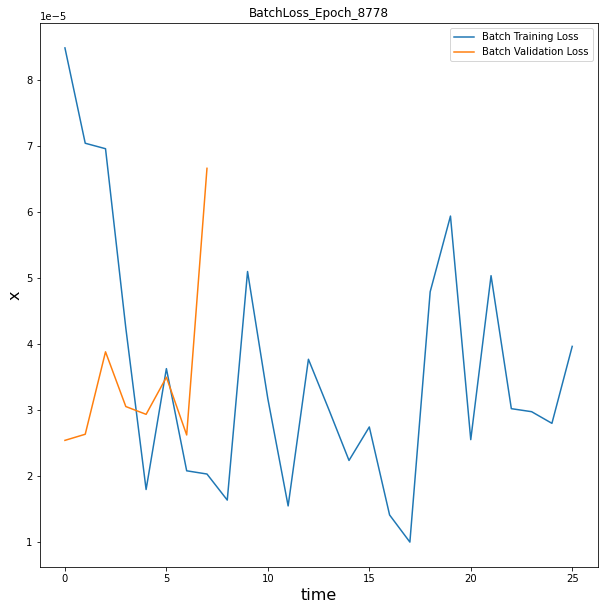 BatchLoss_Epoch_8778
1e−5
Batch Training Loss
Batch Validation Loss
8
7
6
5
4
3
2
1
x
0 5 10 15 20 25
time